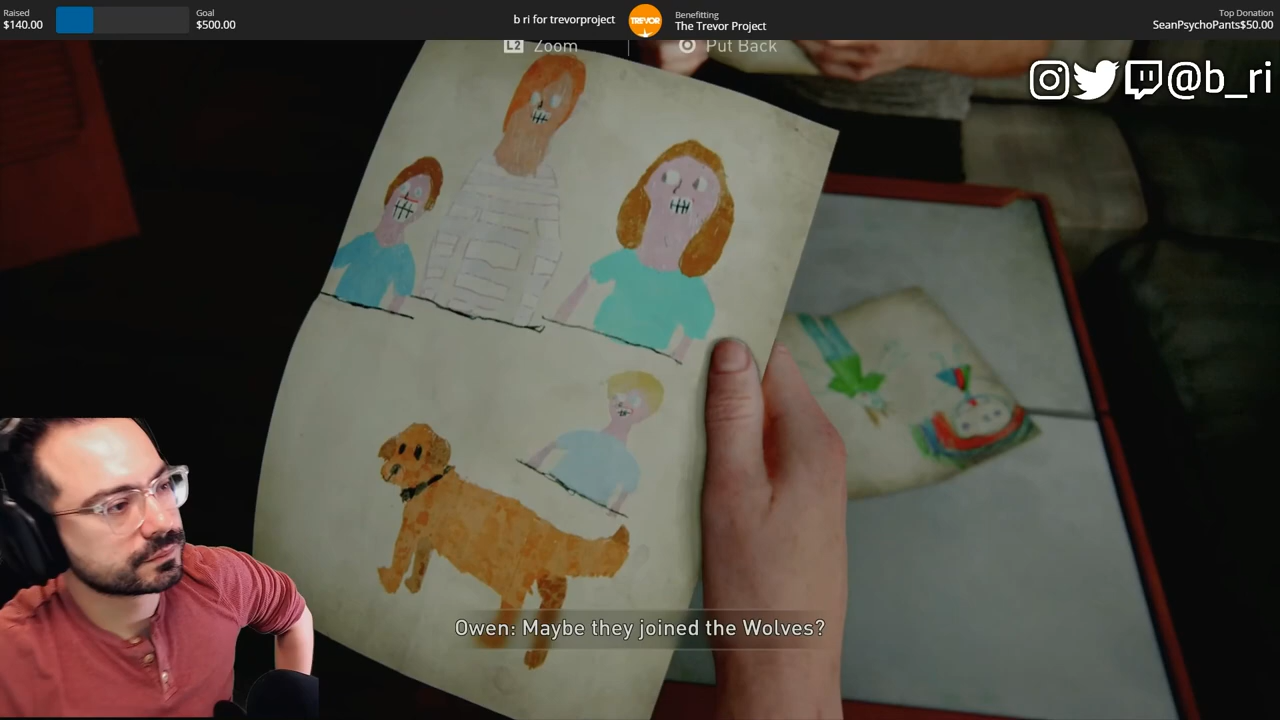 Raised
$140.00
Goal
$500.00
b ri for trevorproject
TREVOR
Benefitting
The Trevor Project
Top Donation
SeanPsychoPants$50.00
L2 Zoom
Put Back
@b_ri
Owen: Maybe they joined the Wolves?